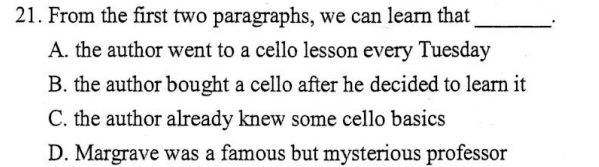 21. From the first two paragraphs, we can learn that ________.
A. the author went to a cello lesson every Tuesday
B. the author bought a cello after he decided to learn it
C. the author already knew some cello basics
D. Margrave was a famous but mysterious professor